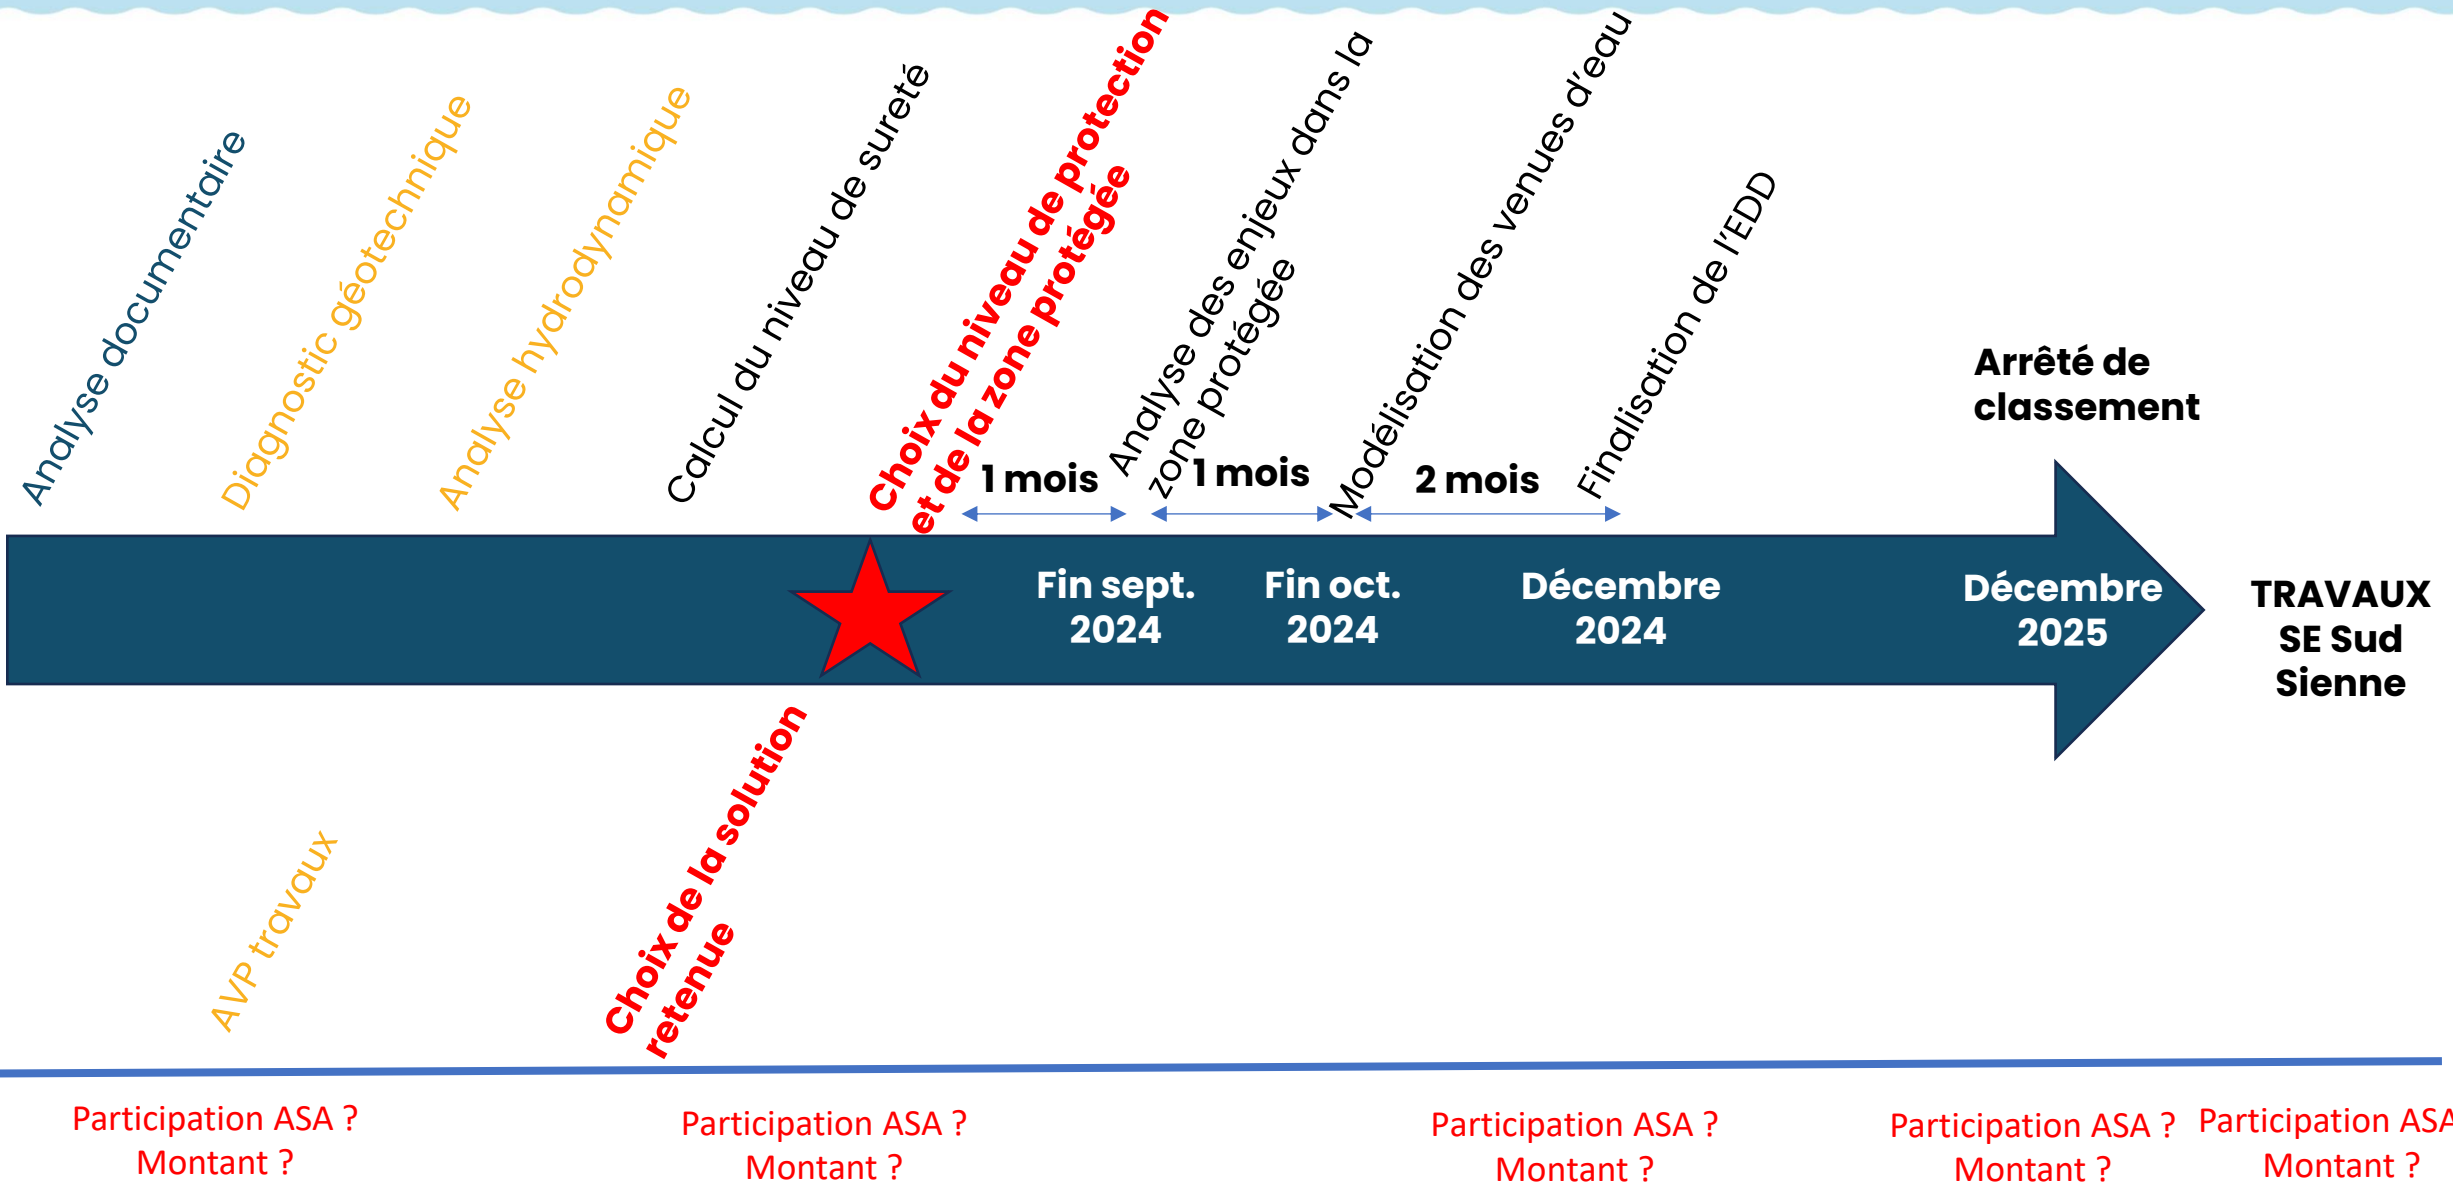 Analyse documentaire
Diagnostic géotechnique
Analyse hydrodynamique
Calcul du niveau de sureté
Choix du niveau de protection
et de la zone protégée
Analyse des enjeux dans la
zone protégée
Modélisation des venues d'eau
Finalisation de l'EDD
Arrêté de
classement
1 mois
1 mois
2 mois
Fin sept.
2024
Fin oct.
2024
Décembre
2024
Décembre
2025
TRAVAUX
SE Sud
Sienne
AVP travaux
Choix de la solution
retenue
Participation ASA ?
Montant ?
Participation ASA ?
Montant ?
Participation ASA ?
Montant ?
Participation ASA ?
Montant ?
Participation ASA
Montant ?